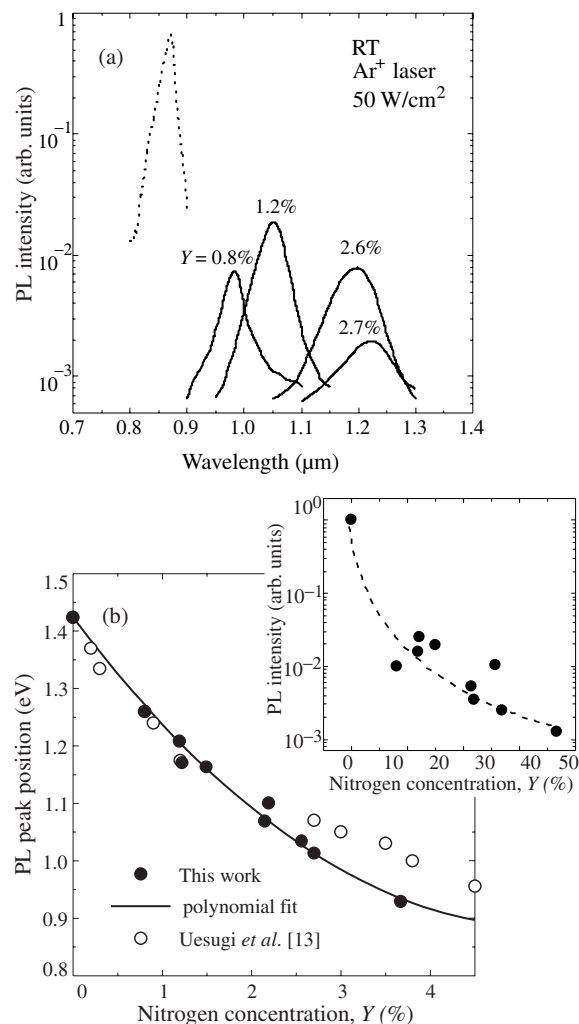 (a)
RT
Ar+ laser
50 W/cm2
PL intensity (arb. units)
1
10−1
10−2
10−3
1.2%
Y = 0.8%
2.6%
2.7%
0.7 0.8 0.9 1.0 1.1 1.2 1.3 1.4
Wavelength (μm)
PL intensity (arb. units)
100
10−1
10−2
10−3
0 10 20 30 45 50
Nitrogen concentration, Y (%)
(b)
PL peak position (eV)
1.5
1.4
1.3
1.2
1.1
1.0
0.9
0.8
This work
polynomial fit
Uesugi et al. [13]
0 1 2 3 4
Nitrogen concentration, Y (%)